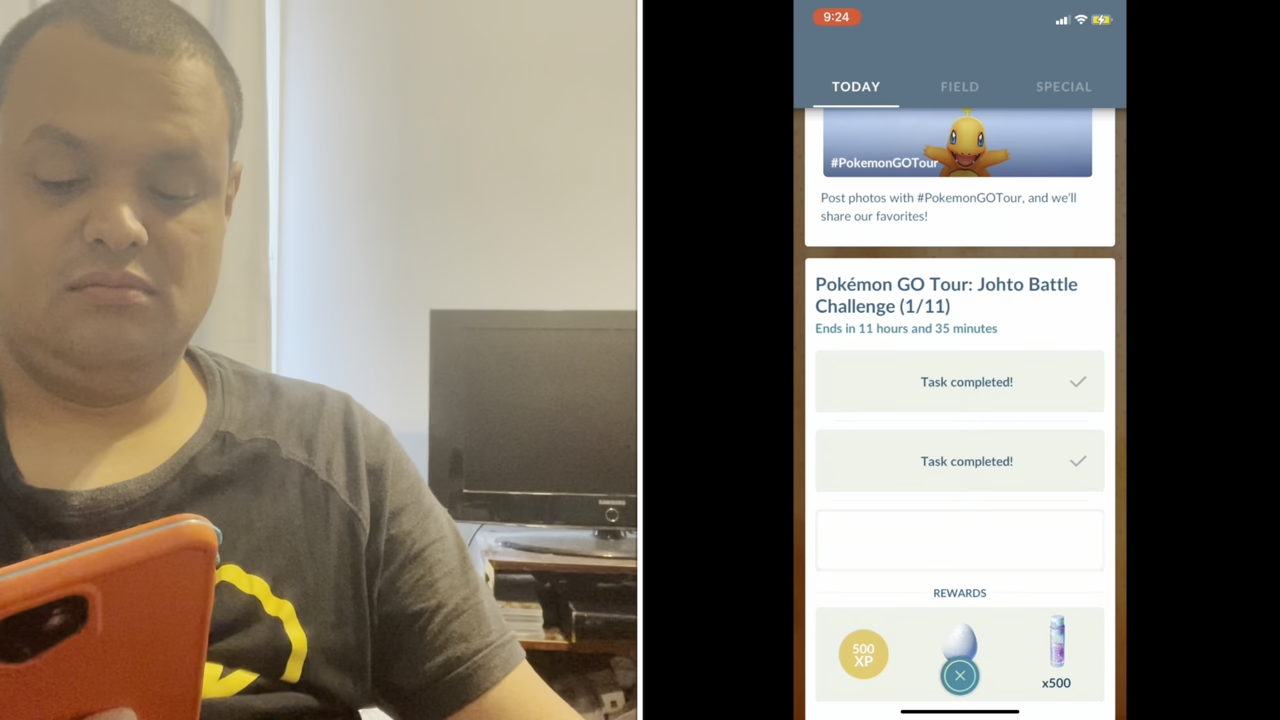 9:24
TODAY
FIELD
SPECIAL
#PokemonGOTour
Post photos with #PokemonGOTour, and we'll
share our favorites!
Pokémon GO Tour: Johto Battle
Challenge (1/11)
Ends in 11 hours and 35 minutes
Task completed!
Task completed!
REWARDS
500
XP
x500